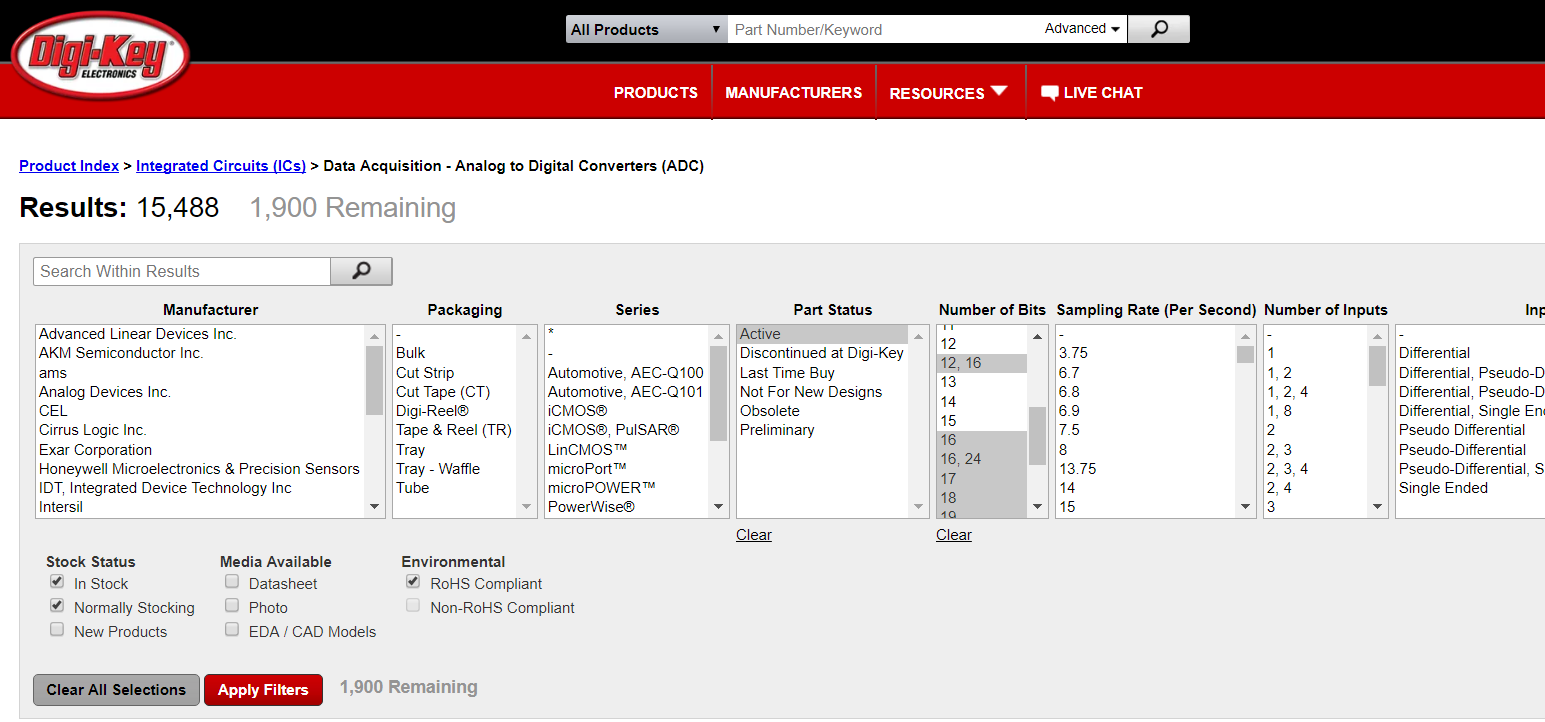 Digi-Key®
ELECTRONICS
All Products ▼ Part Number/Keyword Advanced
PRODUCTS MANUFACTURERS RESOURCES LIVE CHAT
Product Index > Integrated Circuits (ICs) > Data Acquisition - Analog to Digital Converters (ADC)
Results: 15,488 1,900 Remaining
Search Within Results
Manufacturer
Advanced Linear Devices Inc.
AKM Semiconductor Inc.
ams
Analog Devices Inc.
CEL
Cirrus Logic Inc.
Exar Corporation
Honeywell Microelectronics & Precision Sensors
IDT, Integrated Device Technology Inc
Intersil
Packaging
-
Bulk
Cut Strip
Cut Tape (CT)
Digi-Reel®
Tape & Reel (TR)
Tray
Tray - Waffle
Tube
Series
*
-
Automotive, AEC-Q100
Automotive, AEC-Q101
iCMOS®
iCMOS®, PulSAR®
LinCMOS™
microPort™
microPOWER™
PowerWise®
Part Status
Active
Discontinued at Digi-Key
Last Time Buy
Not For New Designs
Obsolete
Preliminary
Clear
Number of Bits
11
12
12, 16
13
14
15
16
16, 24
17
18
19
Clear
Sampling Rate (Per Second)
-
3.75
6.7
6.8
6.9
7.5
8
13.75
14
15
Number of Inputs
-
1
1, 2
1, 2, 4
1, 8
2
2, 3
2, 3, 4
2, 4
3
Inp
-
Differential
Differential, Pseudo-D
Differential, Pseudo-D
Differential, Single En
Pseudo Differential
Pseudo-Differential
Pseudo-Differential, S
Single Ended
Stock Status
In Stock
Normally Stocking
New Products
Media Available
Datasheet
Photo
EDA / CAD Models
Environmental
RoHS Compliant
Non-RoHS Compliant
Clear All Selections Apply Filters 1,900 Remaining